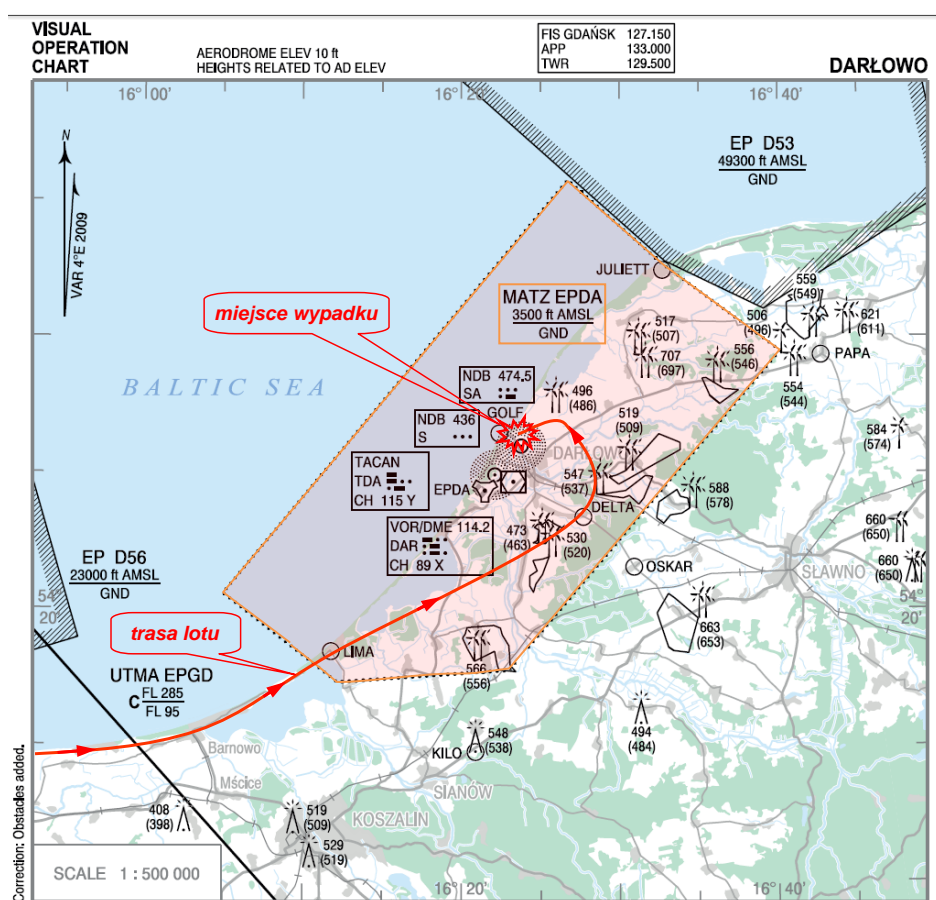 VISUAL
OPERATION
CHART
AERODROME ELEV 10 ft
HEIGHTS RELATED TO AD ELEV
FIS GDAŃSK 127.150
APP 133.000
TWR 129.500
DARŁOWO
16° 00'
16° 20'
16° 40'
N
VAR 4°E 2009
EP D53
49300 ft AMSL
GND
JULIETT
miejsce wypadku
MATZ EPDA
3500 ft AMSL
GND
559
(549)
506
(496)
621
(611)
517
(507)
707
(697)
556
(546)
PAPA
554
(544)
BALTIC SEA
NDB 474.5
SA
496
(486)
GOLF
NDB 436
S
519
(509)
584
(574)
DARŁOWO
TACAN
TDA
CH 115 Y
EPDA
547
(537)
588
(578)
DELTA
VOR/DME 114.2
DAR
CH 89 X
473
(463)
530
(520)
660
(650)
660
(650)
EP D56
23000 ft AMSL
GND
OSKAR
SŁAWNO
54°
20'
54°
20'
trasa lotu
LIMA
663
(653)
566
(556)
UTMA EPGD
C FL 285
FL 95
494
(484)
Barnowo
KILO
548
(538)
Mścice
SIANÓW
408
(398)
519
(509)
KOSZALIN
529
(519)
SCALE 1 : 500 000
16° 20'
16° 40'
Correction: Obstacles added.